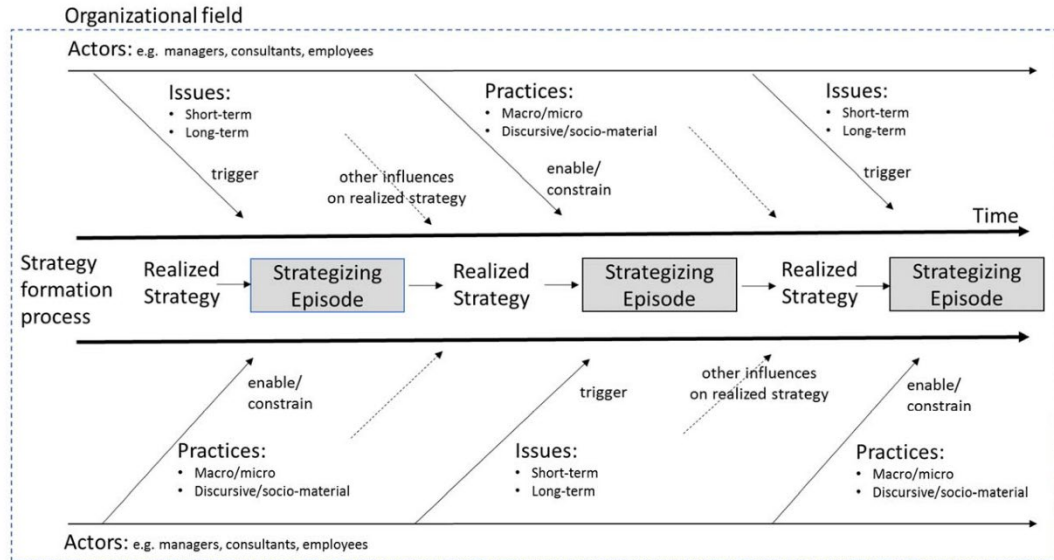 Organizational field
Actors: e.g. managers, consultants, employees
Issues:
• Short-term
• Long-term
trigger
other influences
on realized strategy
Practices:
• Macro/micro
• Discursive/socio-material
enable/
constrain
Issues:
• Short-term
• Long-term
trigger
Time
Strategy
formation
process
Realized
Strategy
Strategizing
Episode
Realized
Strategy
Strategizing
Episode
Realized
Strategy
Strategizing
Episode
enable/
constrain
Practices:
• Macro/micro
• Discursive/socio-material
trigger
Issues:
• Short-term
• Long-term
other influences
on realized strategy
enable/
constrain
Practices:
• Macro/micro
• Discursive/socio-material
Actors: e.g. managers, consultants, employees